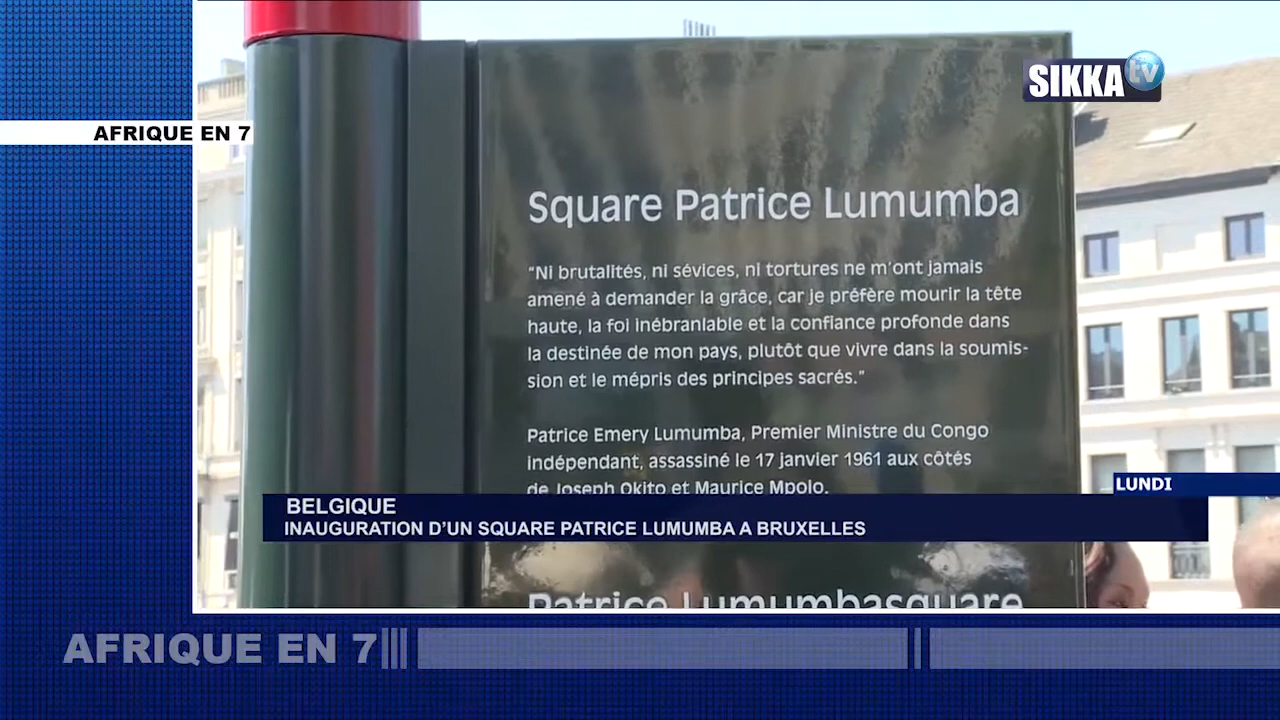 SIKKA tv
AFRIQUE EN 7
Square Patrice Lumumba
"Ni brutalités, ni sévices, ni tortures ne m'ont jamais
amené à demander la grâce, car je préfère mourir la tête
haute, la foi inébranlable et la confiance profonde dans
la destinée de mon pays, plutôt que vivre dans la soumis-
sion et le mépris des principes sacrés."
Patrice Emery Lumumba, Premier Ministre du Congo
indépendant, assassiné le 17 janvier 1961 aux côtés
de Joseph Okito et Maurice Mpolo.
LUNDI
BELGIQUE
INAUGURATION D'UN SQUARE PATRICE LUMUMBA A BRUXELLES
Patrice Lumumbasquare
AFRIQUE EN 7